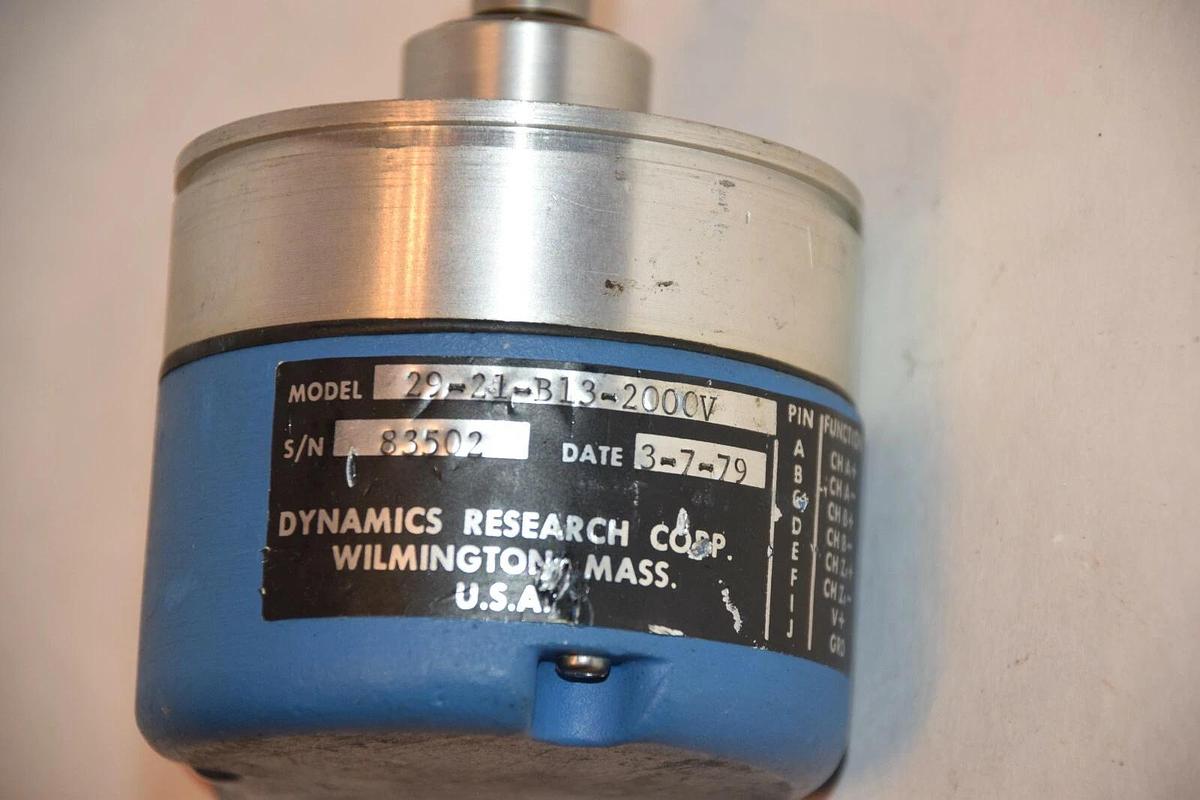 MODEL 29-21-B13-2000V
S/N 83502 DATE 3-7-79
DYNAMICS RESEARCH CORP.
WILMINGTON, MASS.
U.S.A.
PIN FUNCTION
A CH A+
B CH A-
C CH B+
D CH B-
E CH Z+
F CH Z-
I V+
J GRD